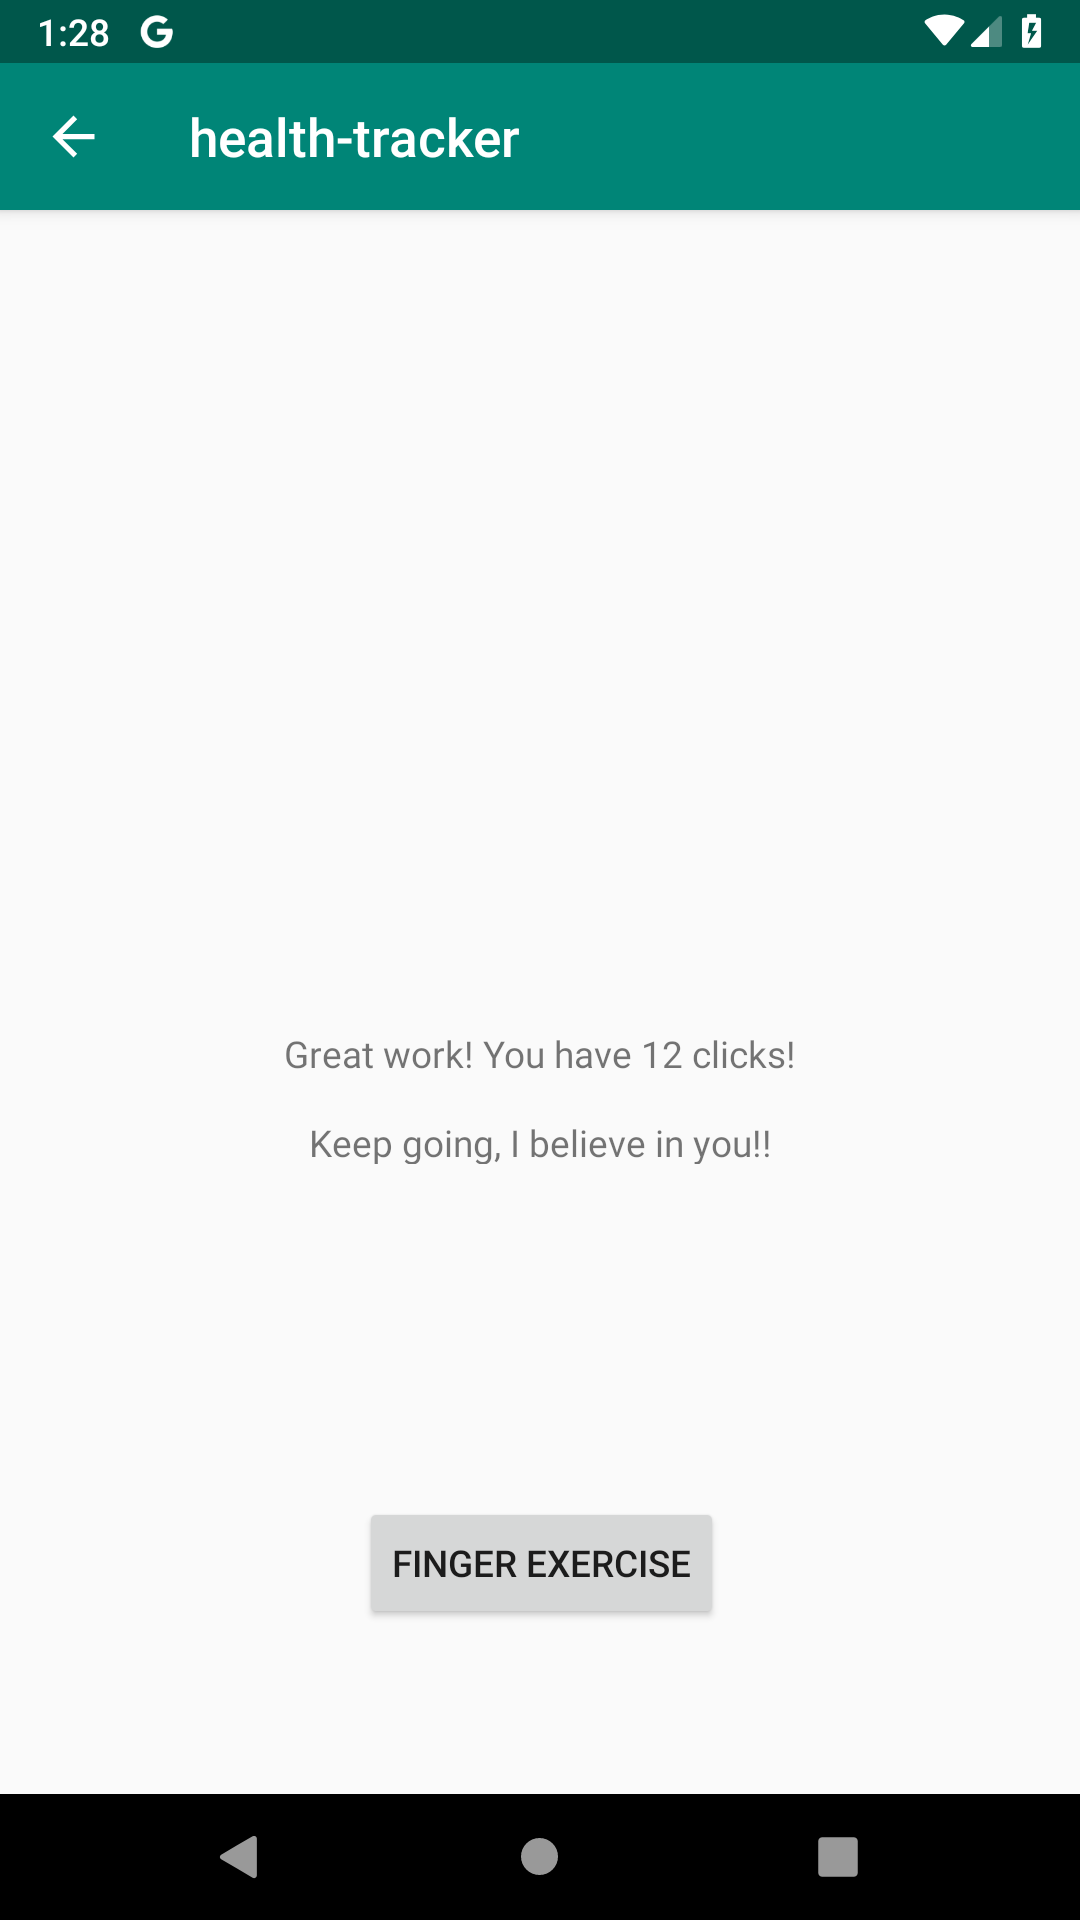 1:28 G
health-tracker
Great work! You have 12 clicks!
Keep going, I believe in you!!
FINGER EXERCISE